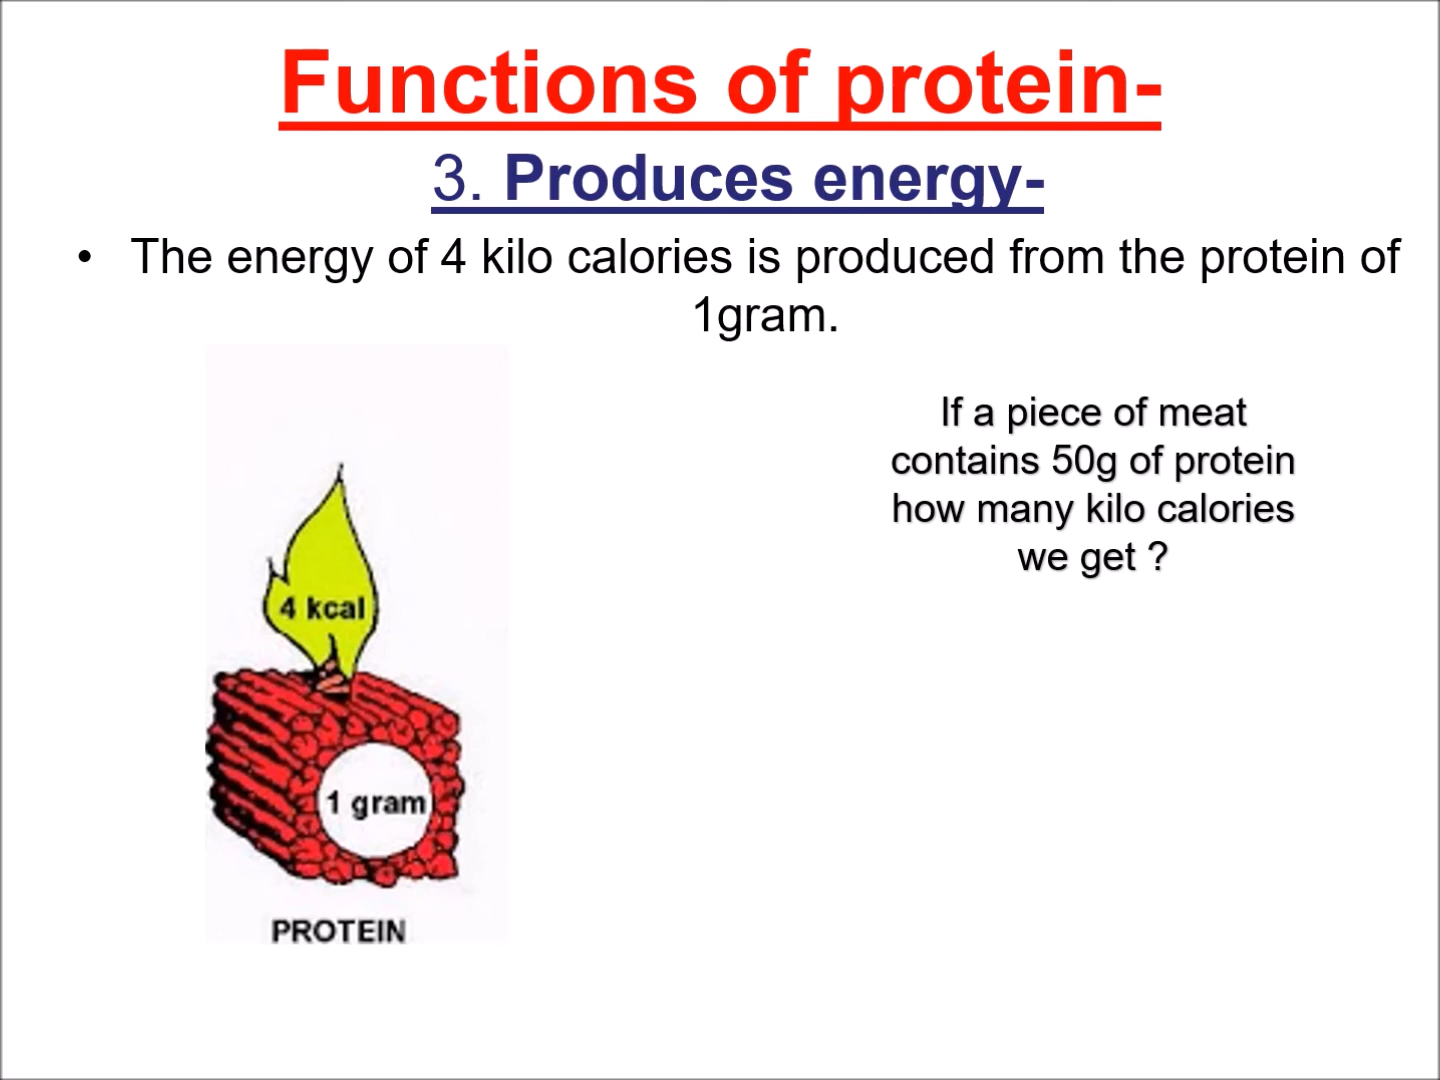 Functions of protein-
3. Produces energy-
• The energy of 4 kilo calories is produced from the protein of
1gram.
If a piece of meat
contains 50g of protein
how many kilo calories
we get ?
4 kcal
1 gram
PROTEIN